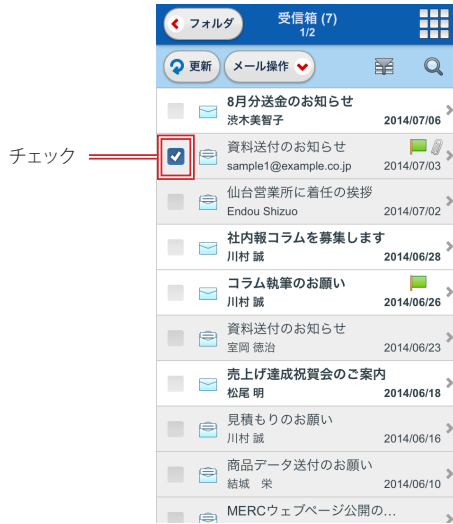 フォルダ
受信箱 (7)
1/2
更新
メール操作
8月分送金のお知らせ
渋木美智子 2014/07/06
チェック
資料送付のお知らせ
sample1@example.co.jp 2014/07/03
仙台営業所に着任の挨拶
Endou Shizuo 2014/07/02
社内報コラムを募集します
川村 誠 2014/06/28
コラム執筆のお願い
川村 誠 2014/06/26
資料送付のお知らせ
室岡 徳治 2014/06/23
売上げ達成祝賀会のご案内
松尾 明 2014/06/18
見積もりのお願い
川村 誠 2014/06/16
商品データ送付のお願い
結城　栄 2014/06/10
MERCウェブページ公開の...